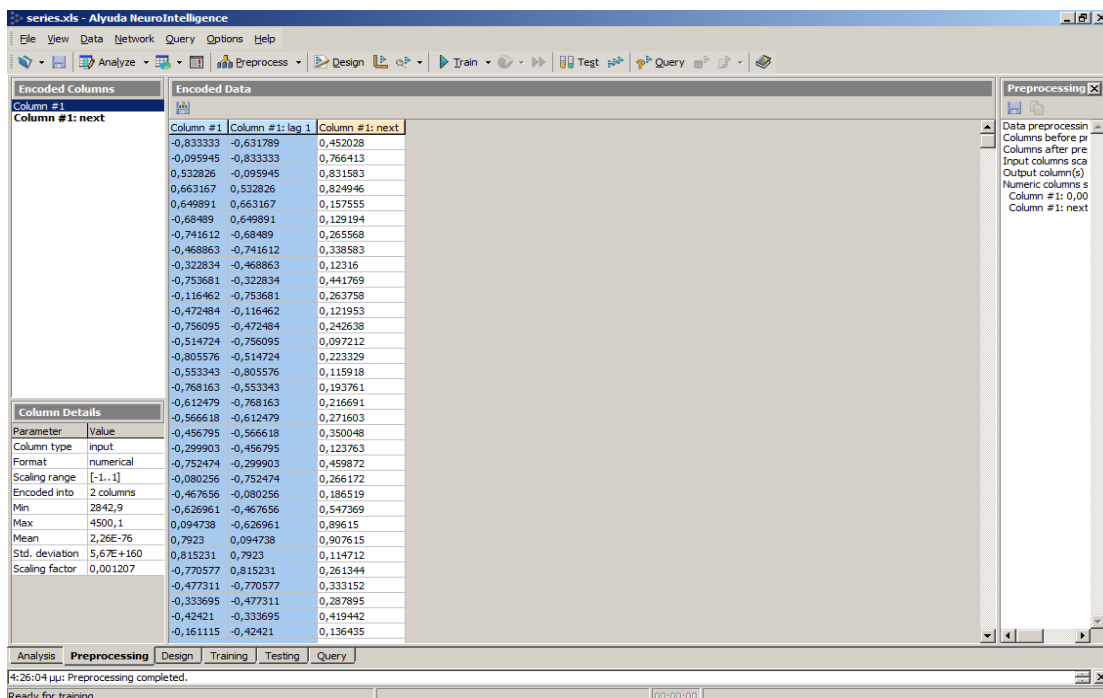 series.xls - Alyuda NeuroIntelligence
File View Data Network Query Options Help
Analyze Preprocess Design Train Test Query
Encoded Columns
Column #1
Column #1: next
Encoded Data
Column #1 Column #1: lag 1 Column #1: next
-0,833333 -0,631789 0,452028
-0,095945 -0,833333 0,766413
0,532826 -0,095945 0,831583
0,663167 0,532826 0,824946
0,649891 0,663167 0,157555
-0,68489 0,649891 0,129194
-0,741612 -0,68489 0,265568
-0,468863 -0,741612 0,338583
-0,322834 -0,468863 0,12316
-0,753681 -0,322834 0,441769
-0,116462 -0,753681 0,263758
-0,472484 -0,116462 0,121953
-0,756095 -0,472484 0,242638
-0,514724 -0,756095 0,097212
-0,805576 -0,514724 0,223329
-0,553343 -0,805576 0,115918
-0,768163 -0,553343 0,193761
-0,612479 -0,768163 0,216691
-0,566618 -0,612479 0,271603
-0,456795 -0,566618 0,350048
-0,299903 -0,456795 0,123763
-0,752474 -0,299903 0,459872
-0,080256 -0,752474 0,266172
-0,467656 -0,080256 0,186519
-0,626961 -0,467656 0,547369
0,094738 -0,626961 0,89615
0,7923 0,094738 0,907615
0,815231 0,7923 0,114712
-0,770577 0,815231 0,261344
-0,477311 -0,770577 0,333152
-0,333695 -0,477311 0,287895
-0,42421 -0,333695 0,419442
-0,161115 -0,42421 0,136435
Preprocessing
Data preprocessin
Columns before pr
Columns after pre
Input columns sca
Output column(s)
Numeric columns s
Column #1: 0,00
Column #1: next
Column Details
Parameter Value
Column type input
Format numerical
Scaling range [-1..1]
Encoded into 2 columns
Min 2842,9
Max 4500,1
Mean 2,26E-76
Std. deviation 5,67E+160
Scaling factor 0,001207
Analysis Preprocessing Design Training Testing Query
4:26:04 μμ: Preprocessing completed.
Ready for training 00:00:00